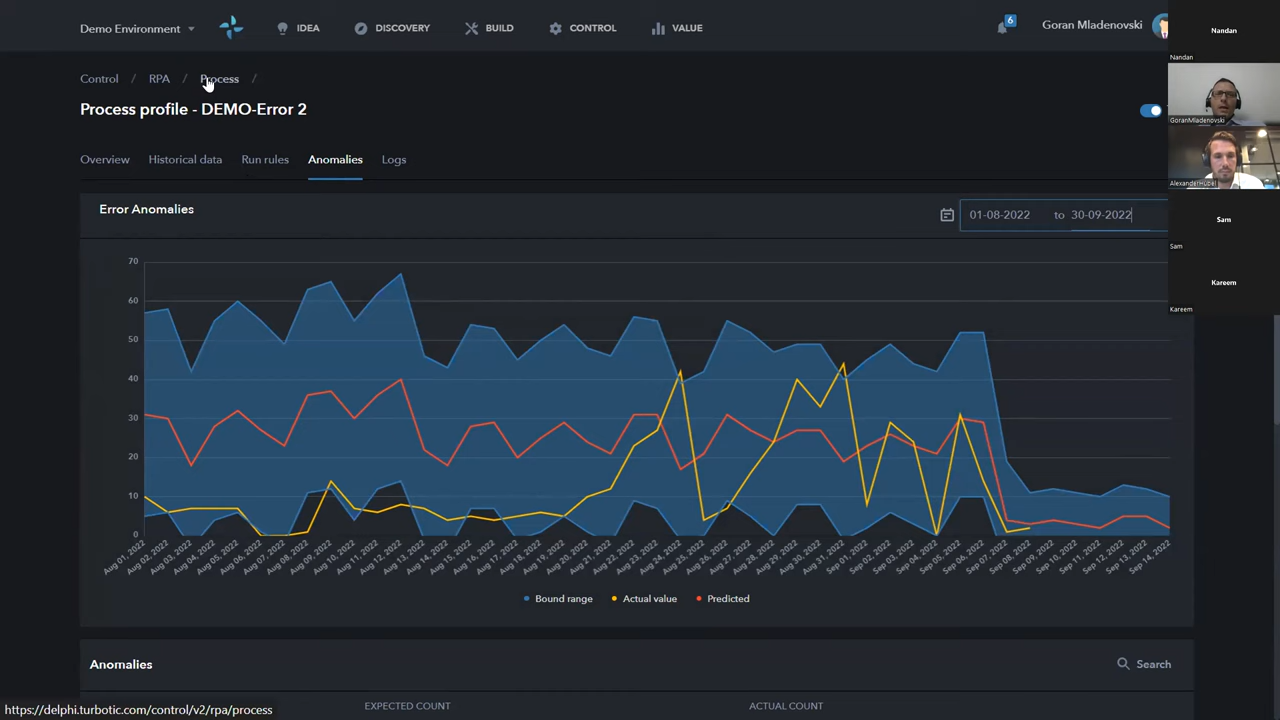 Demo Environment
IDEA
DISCOVERY
BUILD
CONTROL
VALUE
6
Goran Mladenovski
Nandan
Nandan
GoranMladenovski
AlexanderHübel
Sam
Sam
Kareem
Kareem
Control / RPA / Process /
Process profile - DEMO-Error 2
Overview
Historical data
Run rules
Anomalies
Logs
Error Anomalies
01-08-2022 to 30-09-2022
70
60
50
40
30
20
10
0
Aug 01, 2022
Aug 02, 2022
Aug 03, 2022
Aug 04, 2022
Aug 05, 2022
Aug 06, 2022
Aug 07, 2022
Aug 08, 2022
Aug 09, 2022
Aug 10, 2022
Aug 11, 2022
Aug 12, 2022
Aug 13, 2022
Aug 14, 2022
Aug 15, 2022
Aug 16, 2022
Aug 17, 2022
Aug 18, 2022
Aug 19, 2022
Aug 20, 2022
Aug 21, 2022
Aug 22, 2022
Aug 23, 2022
Aug 24, 2022
Aug 25, 2022
Aug 26, 2022
Aug 27, 2022
Aug 28, 2022
Aug 29, 2022
Aug 30, 2022
Aug 31, 2022
Sep 01, 2022
Sep 02, 2022
Sep 03, 2022
Sep 04, 2022
Sep 05, 2022
Sep 06, 2022
Sep 07, 2022
Sep 08, 2022
Sep 09, 2022
Sep 10, 2022
Sep 11, 2022
Sep 12, 2022
Sep 13, 2022
Sep 14, 2022
Bound range
Actual value
Predicted
Anomalies
Search
EXPECTED COUNT
ACTUAL COUNT
https://delphi.turbotic.com/control/v2/rpa/process